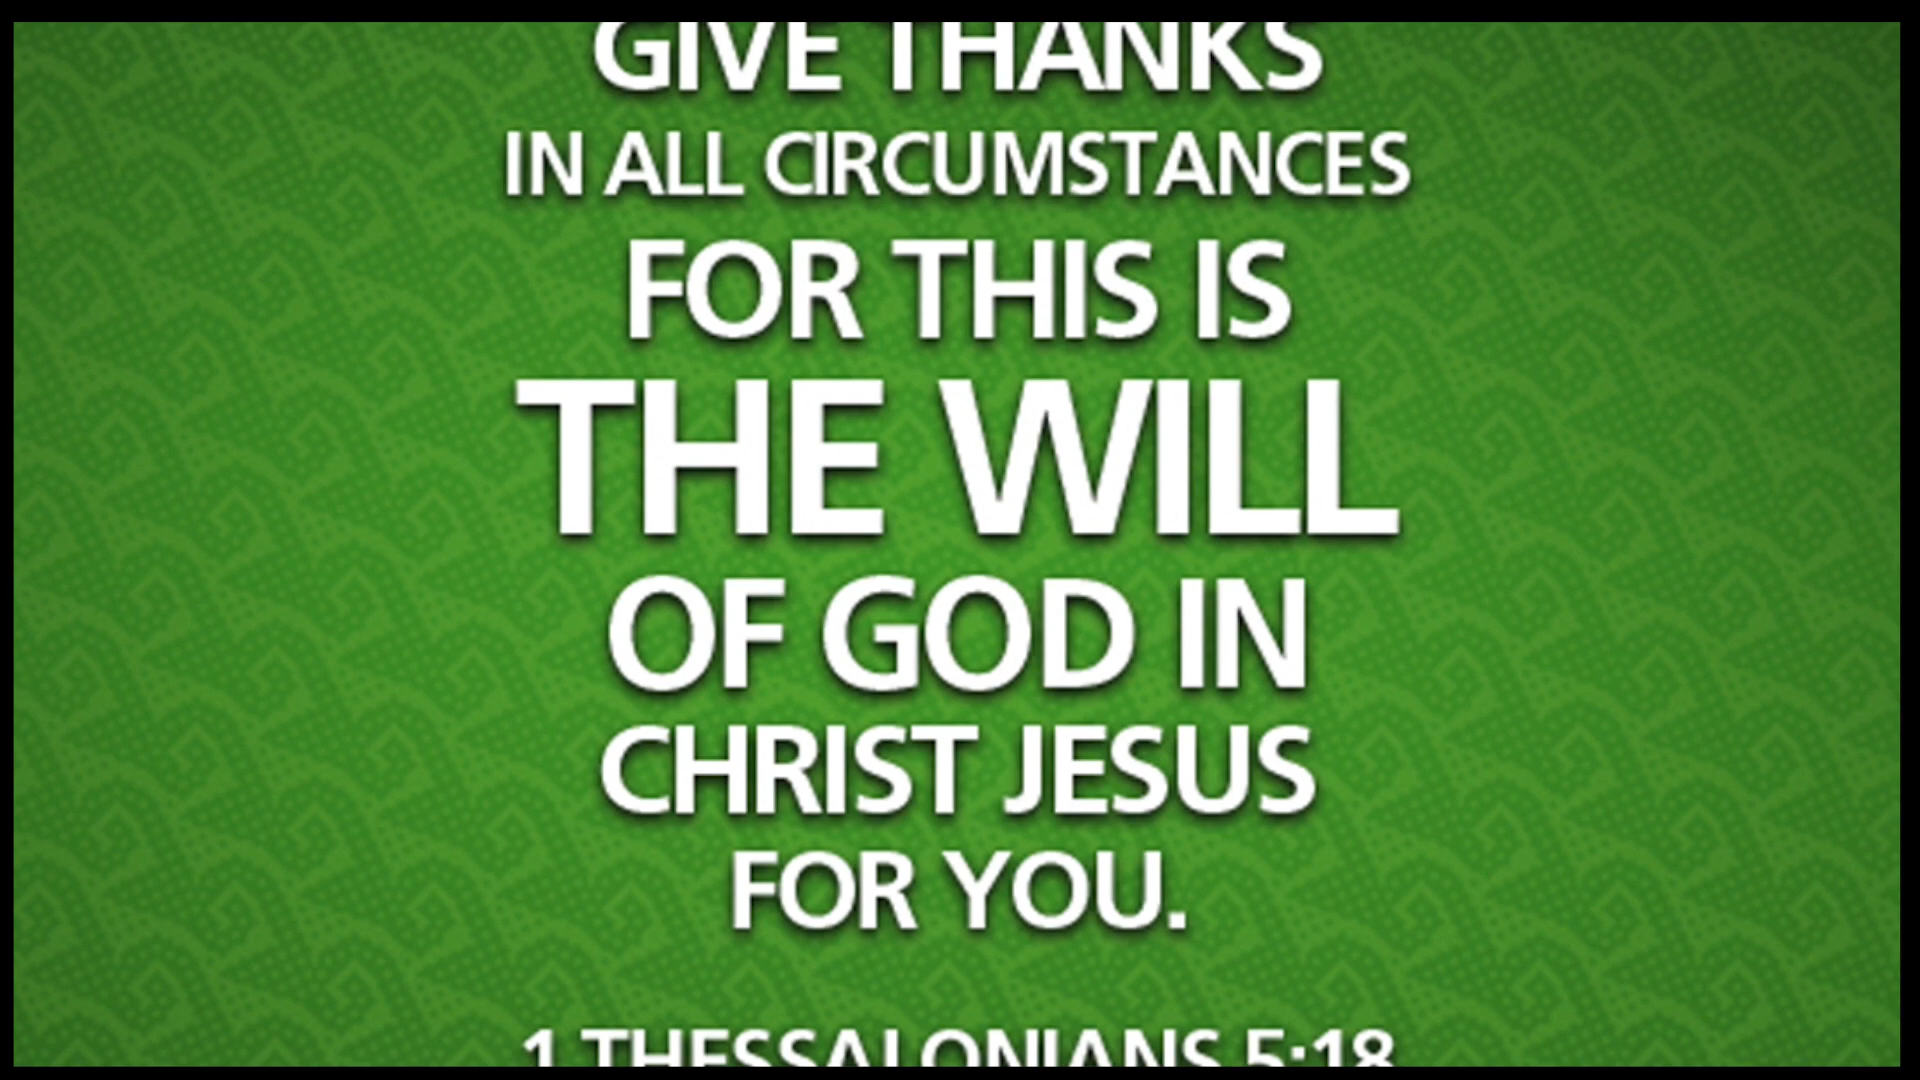 GIVE THANKS
IN ALL CIRCUMSTANCES
FOR THIS IS
THE WILL
OF GOD IN
CHRIST JESUS
FOR YOU.
1 THESSALONIANS 5:18